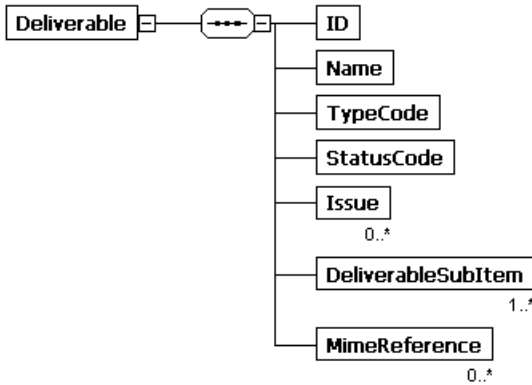 Deliverable
ID
Name
TypeCode
StatusCode
Issue
0..*
DeliverableSubItem
1..*
MimeReference
0..*